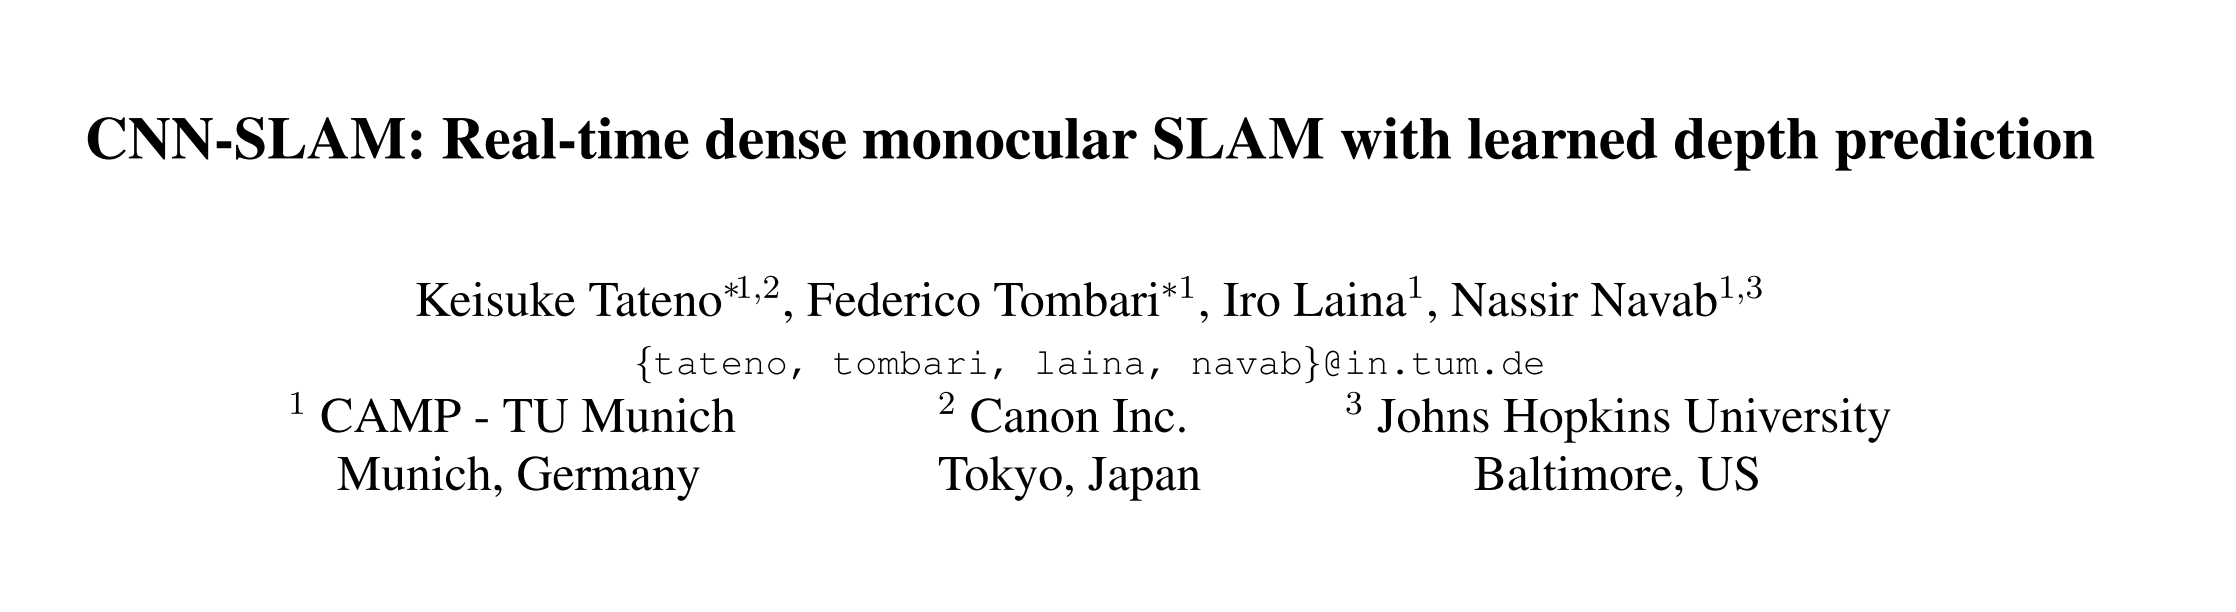 CNN-SLAM: Real-time dense monocular SLAM with learned depth prediction
Keisuke Tateno*1,2, Federico Tombari*1, Iro Laina1, Nassir Navab1,3
{tateno, tombari, laina, navab}@in.tum.de
1 CAMP - TU Munich 2 Canon Inc. 3 Johns Hopkins University
Munich, Germany Tokyo, Japan Baltimore, US